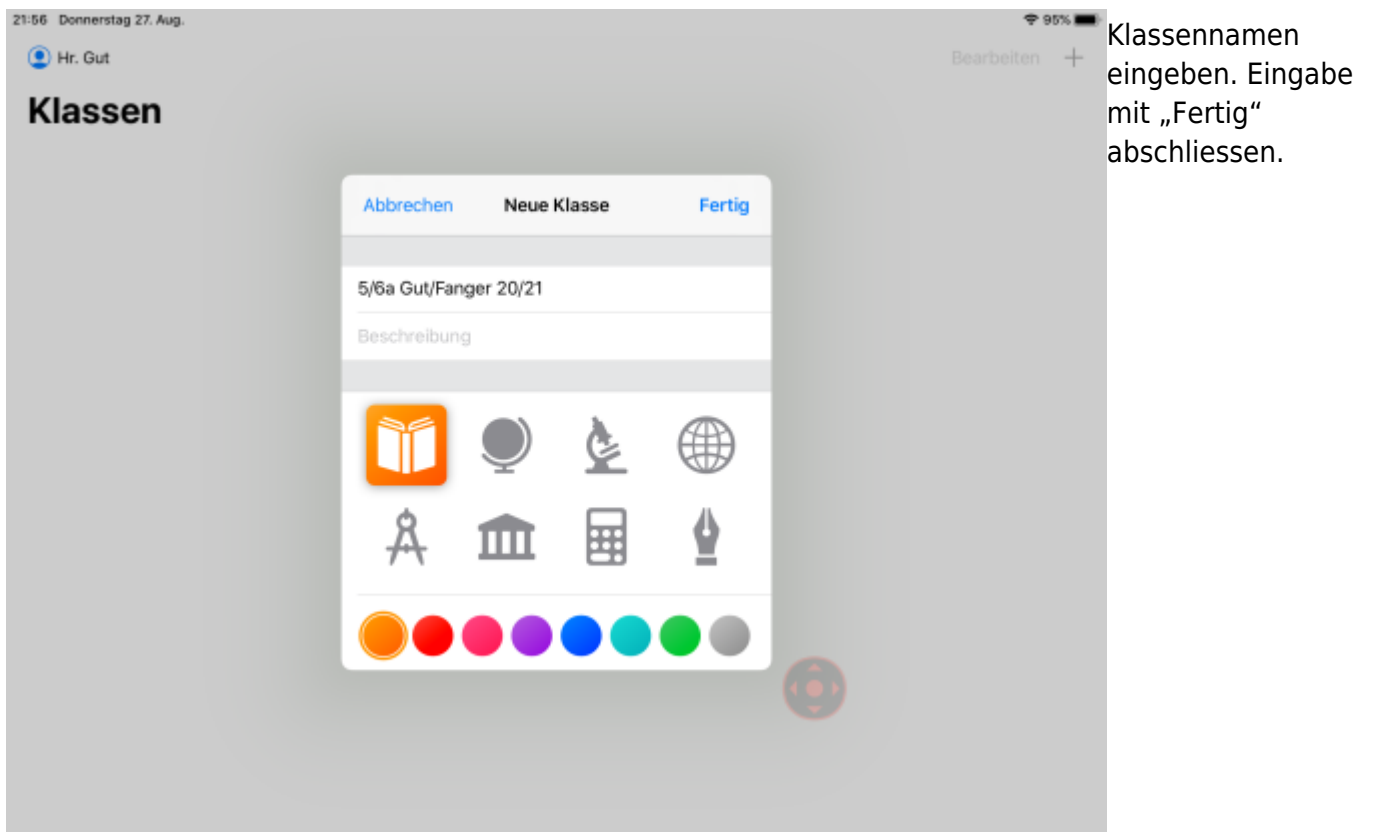 21:56 Donnerstag 27. Aug.
95%
Hr. Gut
Bearbeiten
Klassen
Abbrechen Neue Klasse Fertig
5/6a Gut/Fanger 20/21
Beschreibung
Klassennamen
eingeben. Eingabe
mit „Fertig“
abschliessen.